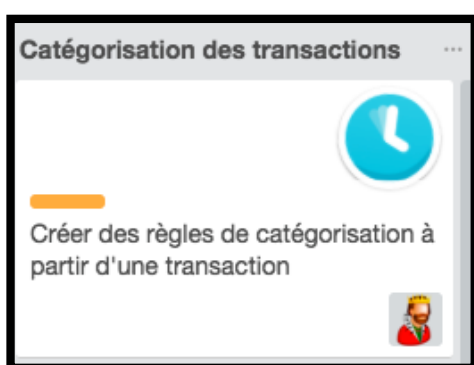 Catégorisation des transactions
Créer des règles de catégorisation à
partir d'une transaction